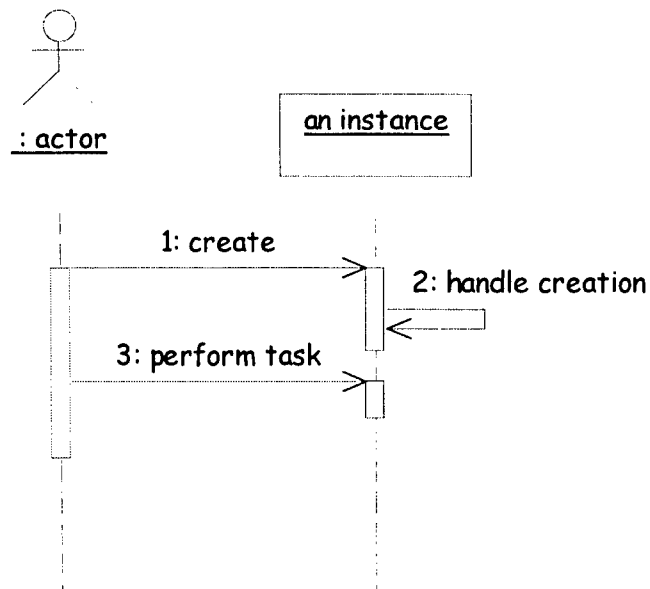 : actor
an instance
1: create
2: handle creation
3: perform task